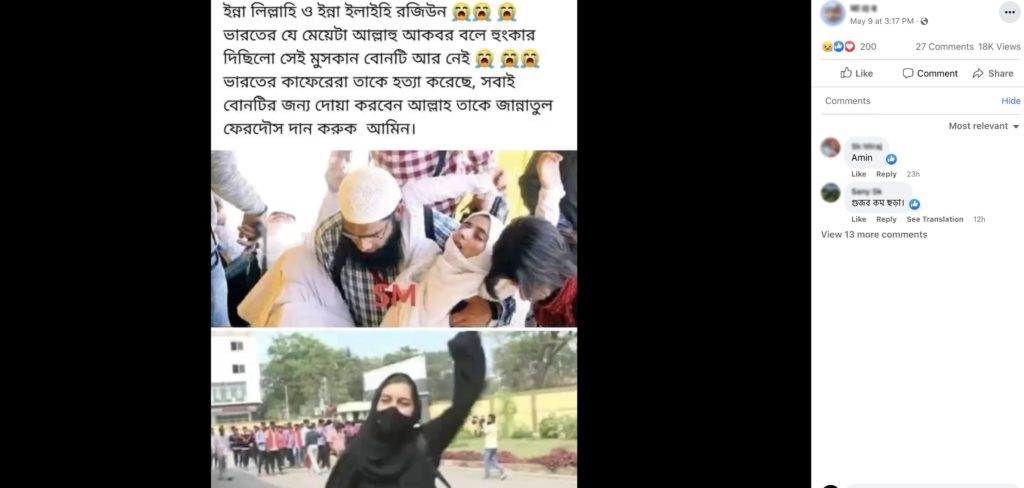 ইন্না লিল্লাহি ও ইন্না ইলাইহি রজিউন 😭😭 😭
ভারতের যে মেয়েটা আল্লাহু আকবর বলে হুংকার
দিছিলো সেই মুসকান বোনটি আর নেই 😭 😭😭
ভারতের কাফেরেরা তাকে হত্যা করেছে, সবাই
বোনটির জন্য দোয়া করবেন আল্লাহ তাকে জান্নাতুল
ফেরদৌস দান করুক আমিন।
SM
May 9 at 3:17 PM ·
200
27 Comments 18K Views
Like Comment Share
Comments Hide
Most relevant
Amin
Like Reply 23h
Sany Sk
গুজব কম ছড়া।
Like Reply See Translation 12h
View 13 more comments